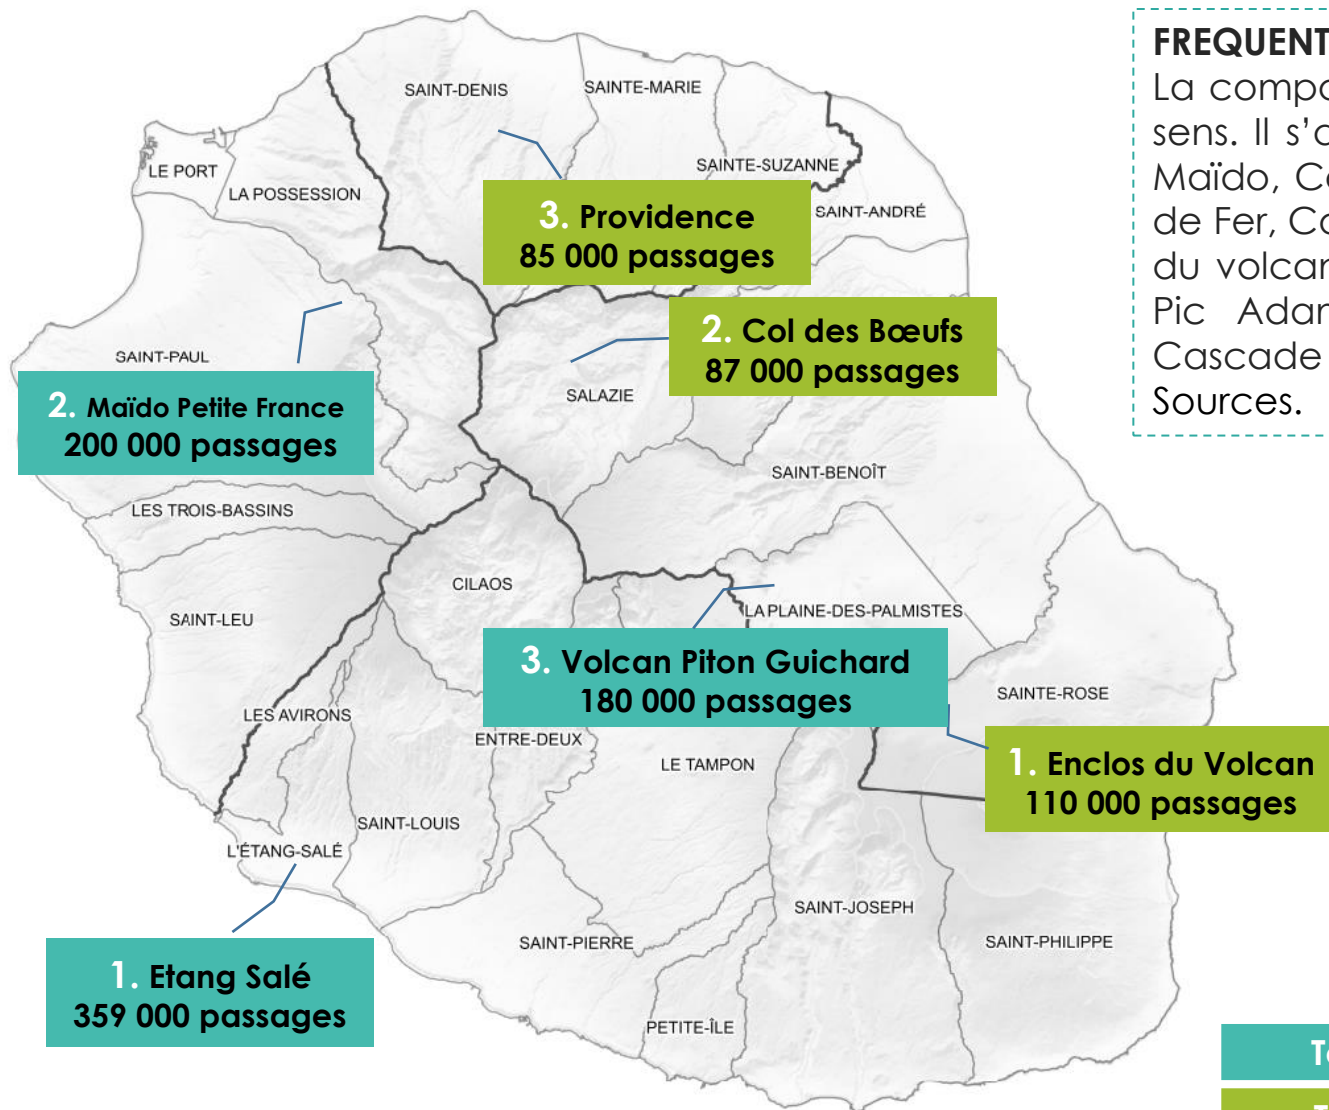 FREQUENT
La compo
sens. Il s'a
Maïdo, Co
de Fer, Co
du volcan
Pic Adam
Cascade
Sources.
SAINT-DENIS
SAINTE-MARIE
SAINTE-SUZANNE
LE PORT
LA POSSESSION
SAINT-ANDRÉ
3. Providence
85 000 passages
2. Col des Bœufs
87 000 passages
SAINT-PAUL
2. Maïdo Petite France
200 000 passages
SALAZIE
SAINT-BENOÎT
LES TROIS-BASSINS
CILAOS
SAINT-LEU
LA PLAINE-DES-PALMISTES
3. Volcan Piton Guichard
180 000 passages
SAINTE-ROSE
LES AVIRONS
ENTRE-DEUX
LE TAMPON
1. Enclos du Volcan
110 000 passages
SAINT-LOUIS
L'ÉTANG-SALÉ
SAINT-JOSEPH
SAINT-PIERRE
SAINT-PHILIPPE
1. Etang Salé
359 000 passages
PETITE-ÎLE